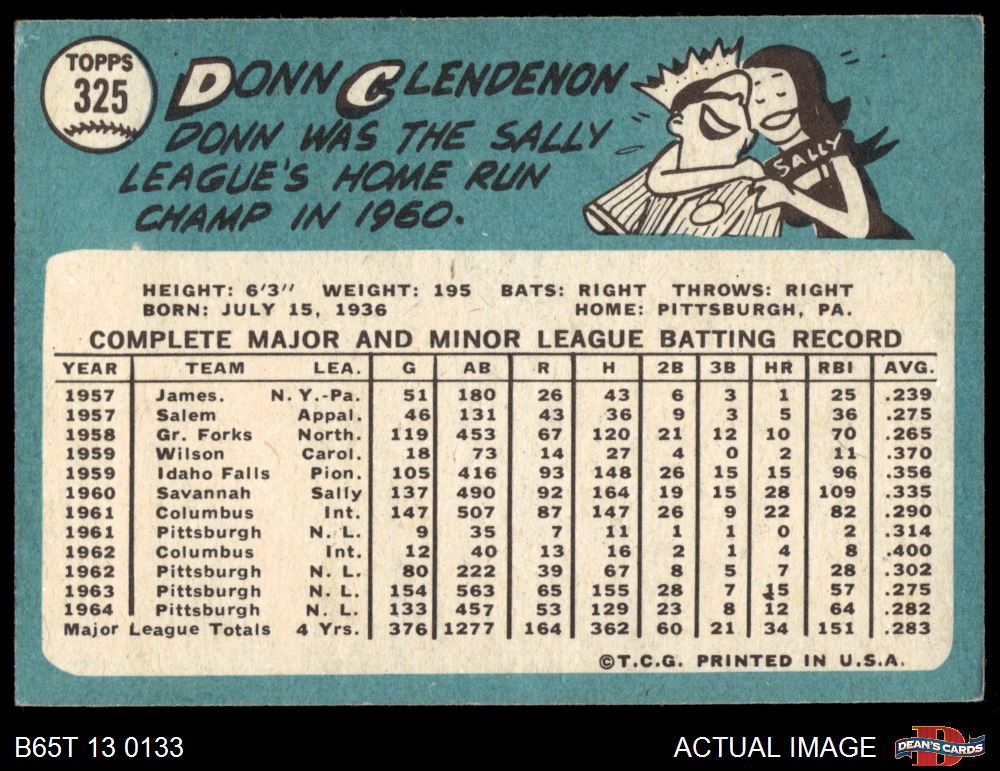 TOPPS
325
DONN CLENDENON
DONN WAS THE SALLY
LEAGUE'S HOME RUN
CHAMP IN 1960.
SALLY
HEIGHT: 6'3" WEIGHT: 195 BATS: RIGHT THROWS: RIGHT
BORN: JULY 15, 1936 HOME: PITTSBURGH, PA.
COMPLETE MAJOR AND MINOR LEAGUE BATTING RECORD
YEAR TEAM LEA. G AB R H 2B 3B HR RBI AVG.
1957 James. N.Y.-Pa. 51 180 26 43 6 3 1 25 .239
1957 Salem Appal. 46 131 43 36 9 3 5 36 .275
1958 Gr. Forks North. 119 453 67 120 21 12 10 70 .265
1959 Wilson Carol. 18 73 14 27 4 0 2 11 .370
1959 Idaho Falls Pion. 105 416 93 148 26 15 15 96 .356
1960 Savannah Sally 137 490 92 164 19 15 28 109 .335
1961 Columbus Int. 147 507 87 147 26 9 22 82 .290
1961 Pittsburgh N. L. 9 35 7 11 1 1 0 2 .314
1962 Columbus Int. 12 40 13 16 2 1 4 8 .400
1962 Pittsburgh N. L. 80 222 39 67 8 5 7 28 .302
1963 Pittsburgh N. L. 154 563 65 155 28 7 15 57 .275
1964 Pittsburgh N. L. 133 457 53 129 23 8 12 64 .282
Major League Totals 4 Yrs. 376 1277 164 362 60 21 34 151 .283
©T.C.G. PRINTED IN U.S.A.
B65T 13 0133
ACTUAL IMAGE
DEAN'S CARDS